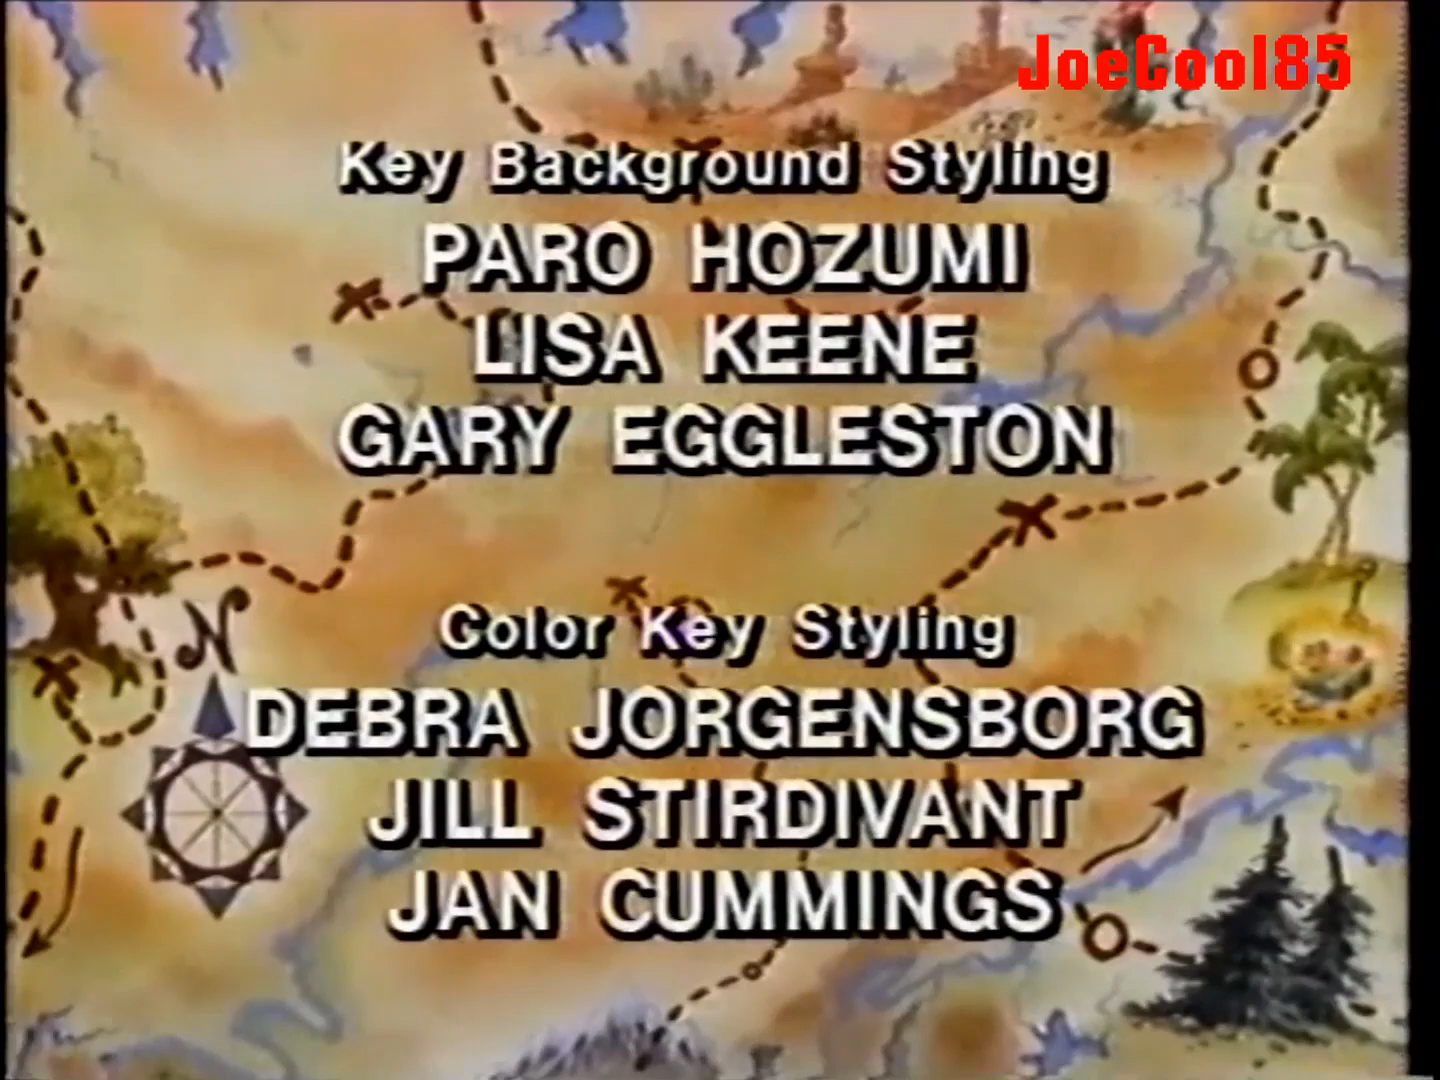 JoeCool85
Key Background Styling
PARO HOZUMI
LISA KEENE
GARY EGGLESTON
Color Key Styling
N
DEBRA JORGENSBORG
JILL STIRDIVANT
JAN CUMMINGS